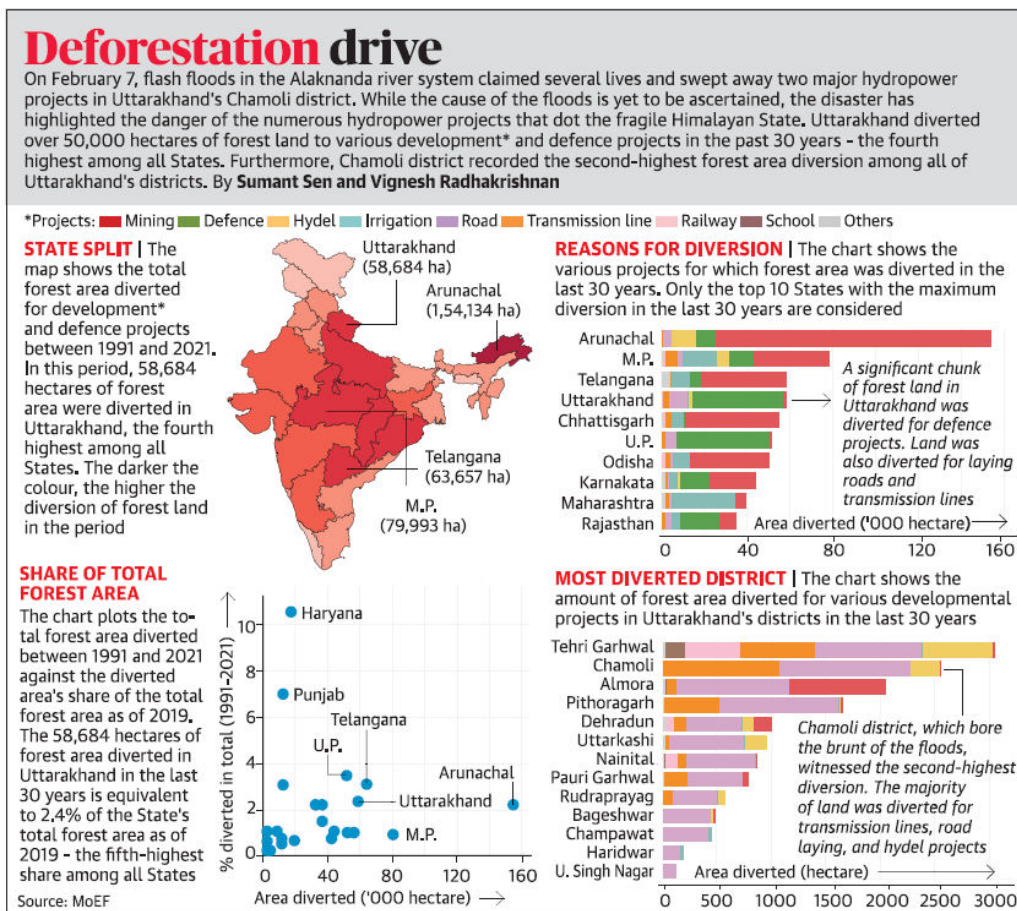 Deforestation drive
On February 7, flash floods in the Alaknanda river system claimed several lives and swept away two major hydropower
projects in Uttarakhand's Chamoli district. While the cause of the floods is yet to be ascertained, the disaster has
highlighted the danger of the numerous hydropower projects that dot the fragile Himalayan State. Uttarakhand diverted
over 50,000 hectares of forest land to various development* and defence projects in the past 30 years - the fourth
highest among all States. Furthermore, Chamoli district recorded the second-highest forest area diversion among all of
Uttarakhand's districts. By Sumant Sen and Vignesh Radhakrishnan
*Projects: Mining Defence Hydel Irrigation Road Transmission line Railway School Others
STATE SPLIT | The
map shows the total
forest area diverted
for development*
and defence projects
between 1991 and 2021.
In this period, 58,684
hectares of forest
area were diverted in
Uttarakhand, the fourth
highest among all
States. The darker the
colour, the higher the
diversion of forest land
in the period
Uttarakhand
(58,684 ha)
Arunachal
(1,54,134 ha)
Telangana
(63,657 ha)
M.P.
(79,993 ha)
REASONS FOR DIVERSION | The chart shows the
various projects for which forest area was diverted in the
last 30 years. Only the top 10 States with the maximum
diversion in the last 30 years are considered
Arunachal
M.P.
Telangana
Uttarakhand
Chhattisgarh
U.P.
Odisha
Karnakata
Maharashtra
Rajasthan
A significant chunk
of forest land in
Uttarakhand was
diverted for defence
projects. Land was
also diverted for laying
roads and
transmission lines
Area diverted ('000 hectare)
0 40 80 120 160
SHARE OF TOTAL
FOREST AREA
The chart plots the to-
tal forest area diverted
between 1991 and 2021
against the diverted
area's share of the total
forest area as of 2019.
The 58,684 hectares of
forest area diverted in
Uttarakhand in the last
30 years is equivalent
to 2.4% of the State's
total forest area as of
2019 - the fifth-highest
share among all States
Source: MoEF
% diverted in total (1991-2021)
10
8
6
4
2
0
Haryana
Punjab
Telangana
U.P.
Arunachal
Uttarakhand
M.P.
0 40 80 120 160
Area diverted ('000 hectare)
MOST DIVERTED DISTRICT | The chart shows the
amount of forest area diverted for various developmental
projects in Uttarakhand's districts in the last 30 years
Tehri Garhwal
Chamoli
Almora
Pithoragarh
Dehradun
Uttarkashi
Nainital
Pauri Garhwal
Rudraprayag
Bageshwar
Champawat
Haridwar
U. Singh Nagar
Chamoli district, which bore
the brunt of the floods,
witnessed the second-highest
diversion. The majority
of land was diverted for
transmission lines, road
laying, and hydel projects
Area diverted (hectare)
0 500 1000 1500 2000 2500 3000